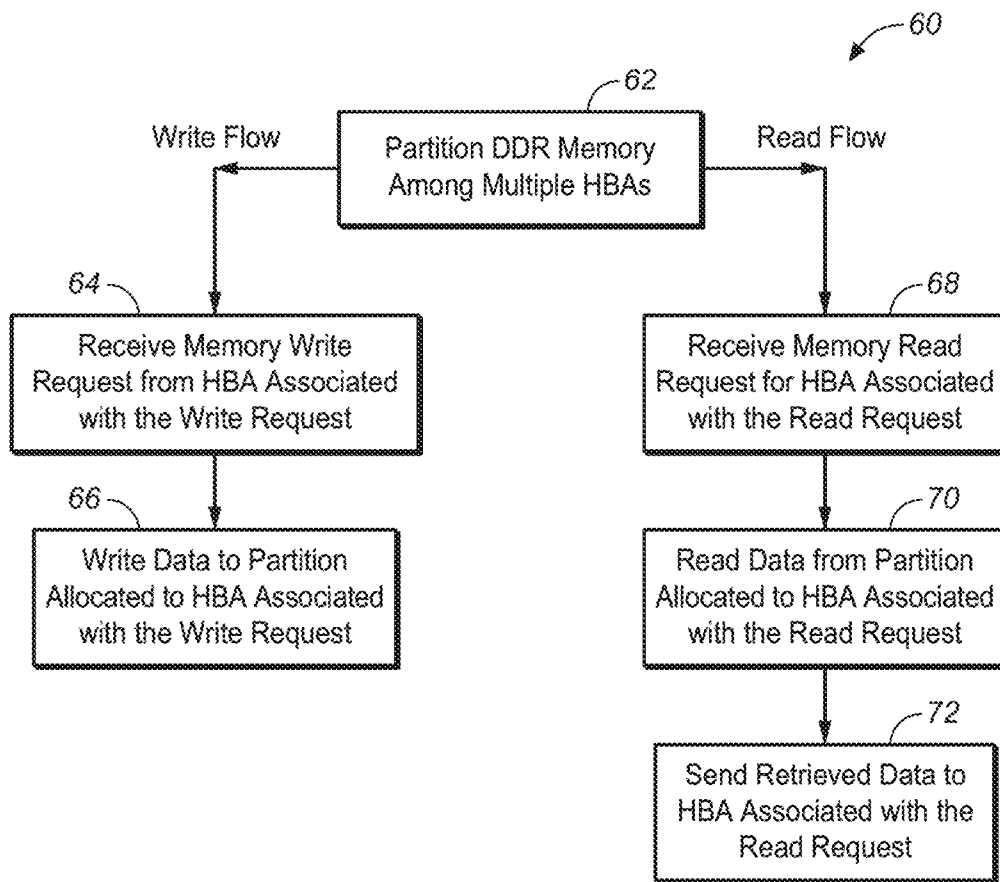 60
62
Write Flow
Partition DDR Memory
Among Multiple HBAs
Read Flow
64
Receive Memory Write
Request from HBA Associated
with the Write Request
68
Receive Memory Read
Request for HBA Associated
with the Read Request
66
Write Data to Partition
Allocated to HBA Associated
with the Write Request
70
Read Data from Partition
Allocated to HBA Associated
with the Read Request
72
Send Retrieved Data to
HBA Associated with the
Read Request